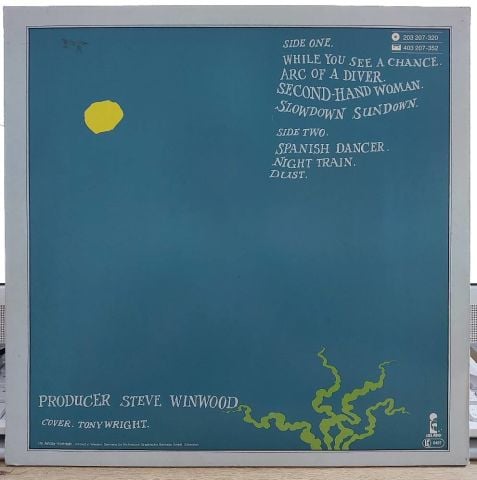 SIDE ONE.
203 207-320
403 207-352
WHILE YOU SEE A CHANCE.
ARC OF A DIVER.
SECOND-HAND WOMAN.
SLOWDOWN SUNDOWN.
SIDE TWO.
SPANISH DANCER.
NIGHT TRAIN.
DUST.
PRODUCER STEVE WINWOOD
COVER. TONY WRIGHT.
ISLAND